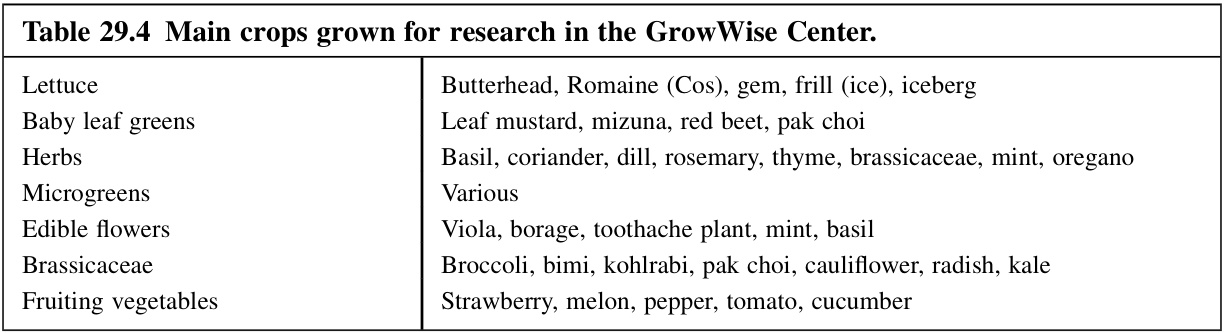 Table 29.4 Main crops grown for research in the GrowWise Center.
Lettuce Butterhead, Romaine (Cos), gem, frill (ice), iceberg
Baby leaf greens Leaf mustard, mizuna, red beet, pak choi
Herbs Basil, coriander, dill, rosemary, thyme, brassicaceae, mint, oregano
Microgreens Various
Edible flowers Viola, borage, toothache plant, mint, basil
Brassicaceae Broccoli, bimi, kohlrabi, pak choi, cauliflower, radish, kale
Fruiting vegetables Strawberry, melon, pepper, tomato, cucumber